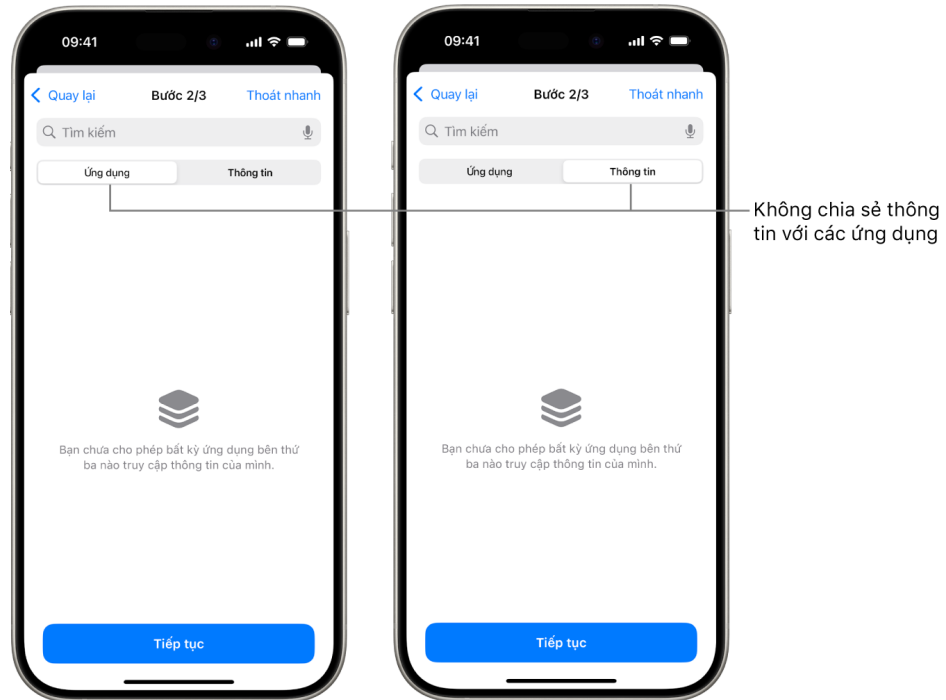 09:41
Quay lại
Bước 2/3
Thoát nhanh
Tìm kiếm
Ứng dụng
Thông tin
Bạn chưa cho phép bất kỳ ứng dụng bên thứ
ba nào truy cập thông tin của mình.
Tiếp tục
09:41
Quay lại
Bước 2/3
Thoát nhanh
Tìm kiếm
Ứng dụng
Thông tin
Bạn chưa cho phép bất kỳ ứng dụng bên thứ
ba nào truy cập thông tin của mình.
Tiếp tục
Không chia sẻ thông
tin với các ứng dụng